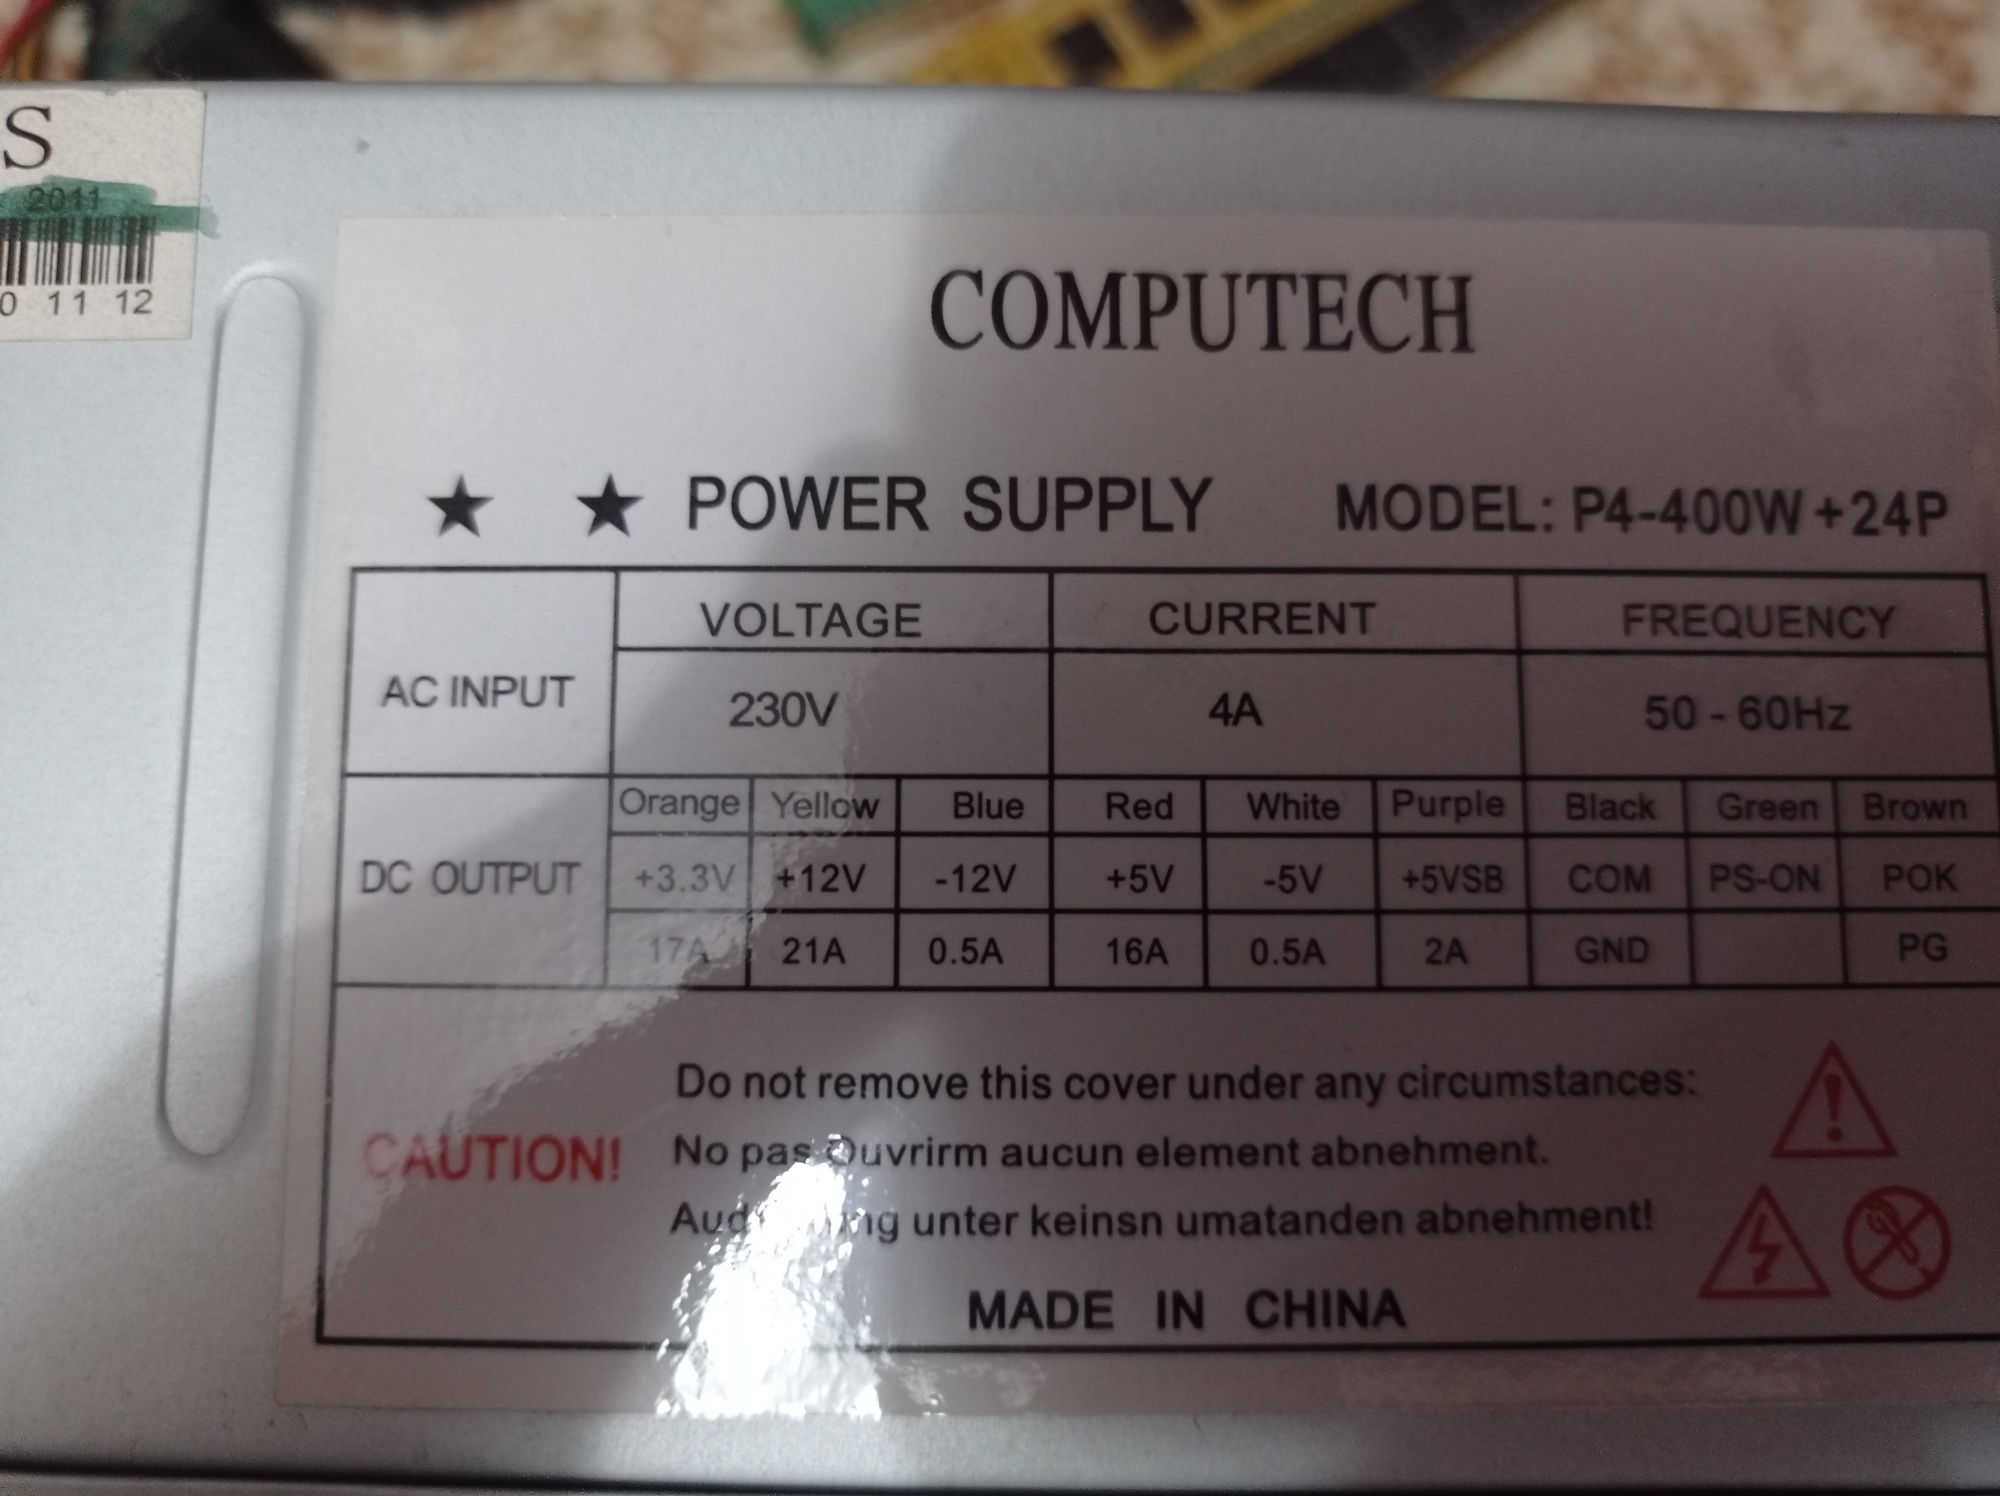 S
2011
0 11 12
COMPUTECH
★ ★ POWER SUPPLY MODEL: P4-400W+24P
VOLTAGE CURRENT FREQUENCY
AC INPUT 230V 4A 50 - 60Hz
Orange Yellow Blue Red White Purple Black Green Brown
DC OUTPUT +3.3V +12V -12V +5V -5V +5VSB COM PS-ON POK
17A 21A 0.5A 16A 0.5A 2A GND PG
Do not remove this cover under any circumstances:
CAUTION! No pas Ouvrirm aucun element abnehment.
unter keinsn umatanden abnehment!
MADE IN CHINA